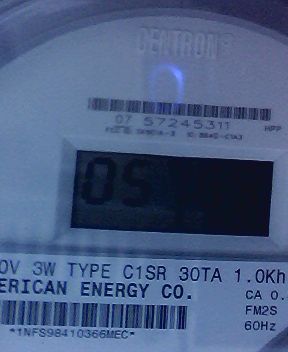 CENTRON®
07 57245311
HPP
05
0V 3W TYPE C1SR 30TA 1.0Kh
ERICAN ENERGY CO.
CA 0.
FM2S
60Hz
*1NFS98410366MEC*